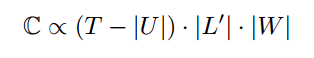 ℂ ∝ (T − |U|) · |L′| · |W|